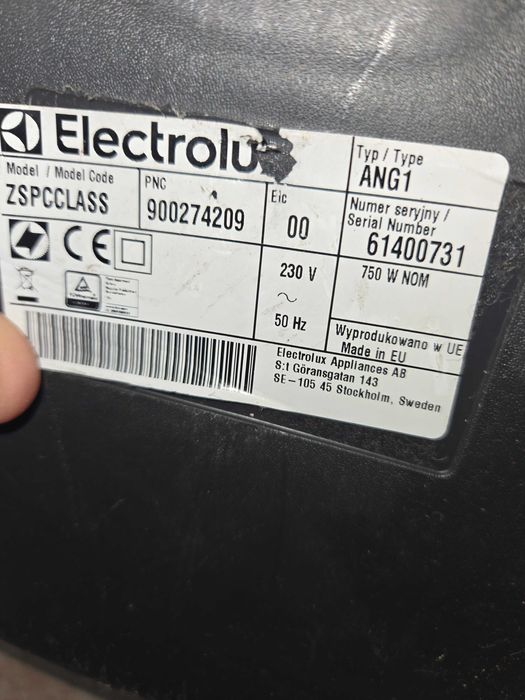 Electrolu
Typ / Type
ANG1
Model / Model Code
ZSPCCLASS
PNC
900274209
Eic
00
Numer seryjny /
Serial Number
61400731
230 V
~
50 Hz
750 W NOM
Wyprodukowano w UE
Made in EU
Electrolux Appliances AB
S:t Göransgatan 143
SE-105 45 Stockholm, Sweden
CE